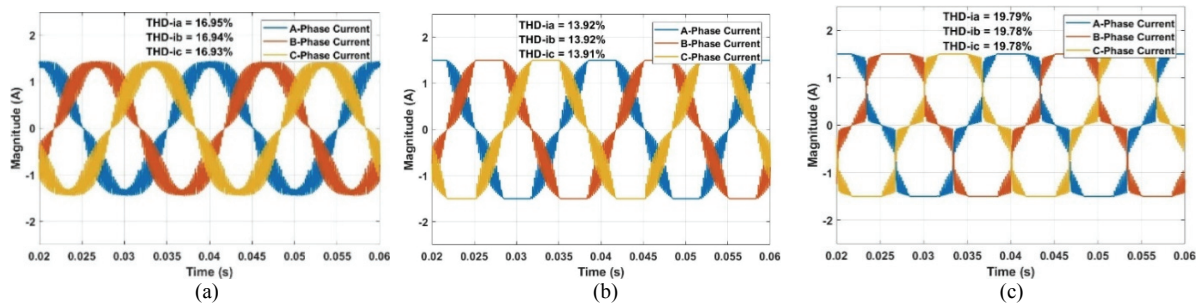 THD-ia = 16.95%
THD-ib = 16.94%
THD-ic = 16.93%
A-Phase Current
B-Phase Current
C-Phase Current
Magnitude (A)
2
1
0
-1
-2
0.02 0.025 0.03 0.035 0.04 0.045 0.05 0.055 0.06
Time (s)
(a)
THD-ia = 13.92%
THD-ib = 13.92%
THD-ic = 13.91%
A-Phase Current
B-Phase Current
C-Phase Current
Magnitude (A)
2
1
0
-1
-2
0.02 0.025 0.03 0.035 0.04 0.045 0.05 0.055 0.06
Time (s)
(b)
THD-ia = 19.79%
THD-ib = 19.78%
THD-ic = 19.78%
A-Phase Current
B-Phase Current
C-Phase Current
Magnitude (A)
2
1
0
-1
-2
0.02 0.025 0.03 0.035 0.04 0.045 0.05 0.055 0.06
Time (s)
(c)